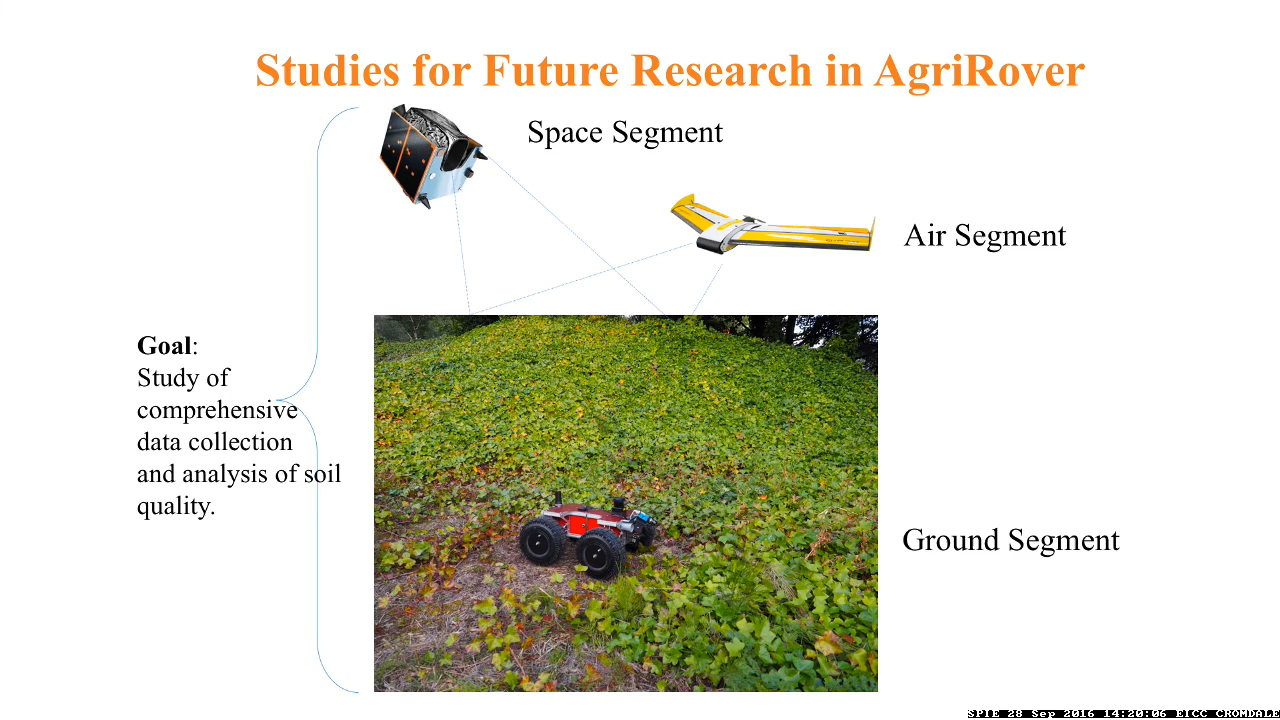 Studies for Future Research in AgriRover
Space Segment
Air Segment
Goal:
Study of
comprehensive
data collection
and analysis of soil
quality.
Ground Segment
SPIE 28 Sep 2016 14:20:06 EICC CROMDALE